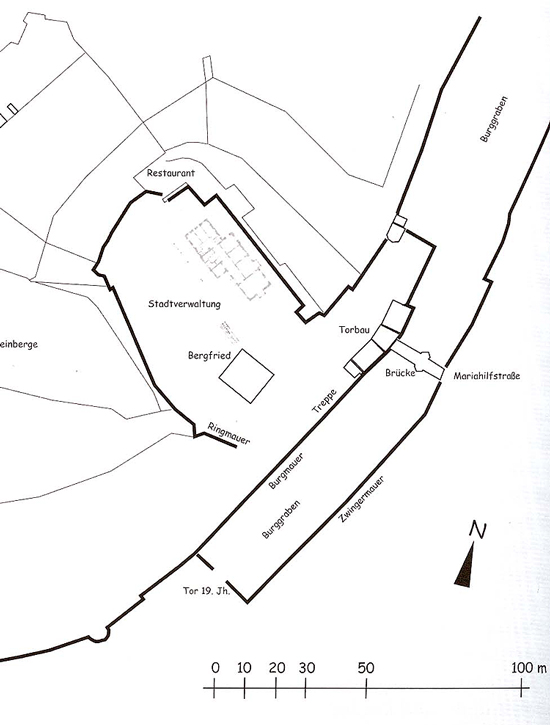 Burggraben
Restaurant
Stadtverwaltung
Torbau
Bergfried
Brücke
Mariahilfstraße
einberge
Treppe
Ringmauer
Burgmauer
Zwingermauer
Burggraben
Tor 19. Jh.
N
0 10 20 30 50 100 m